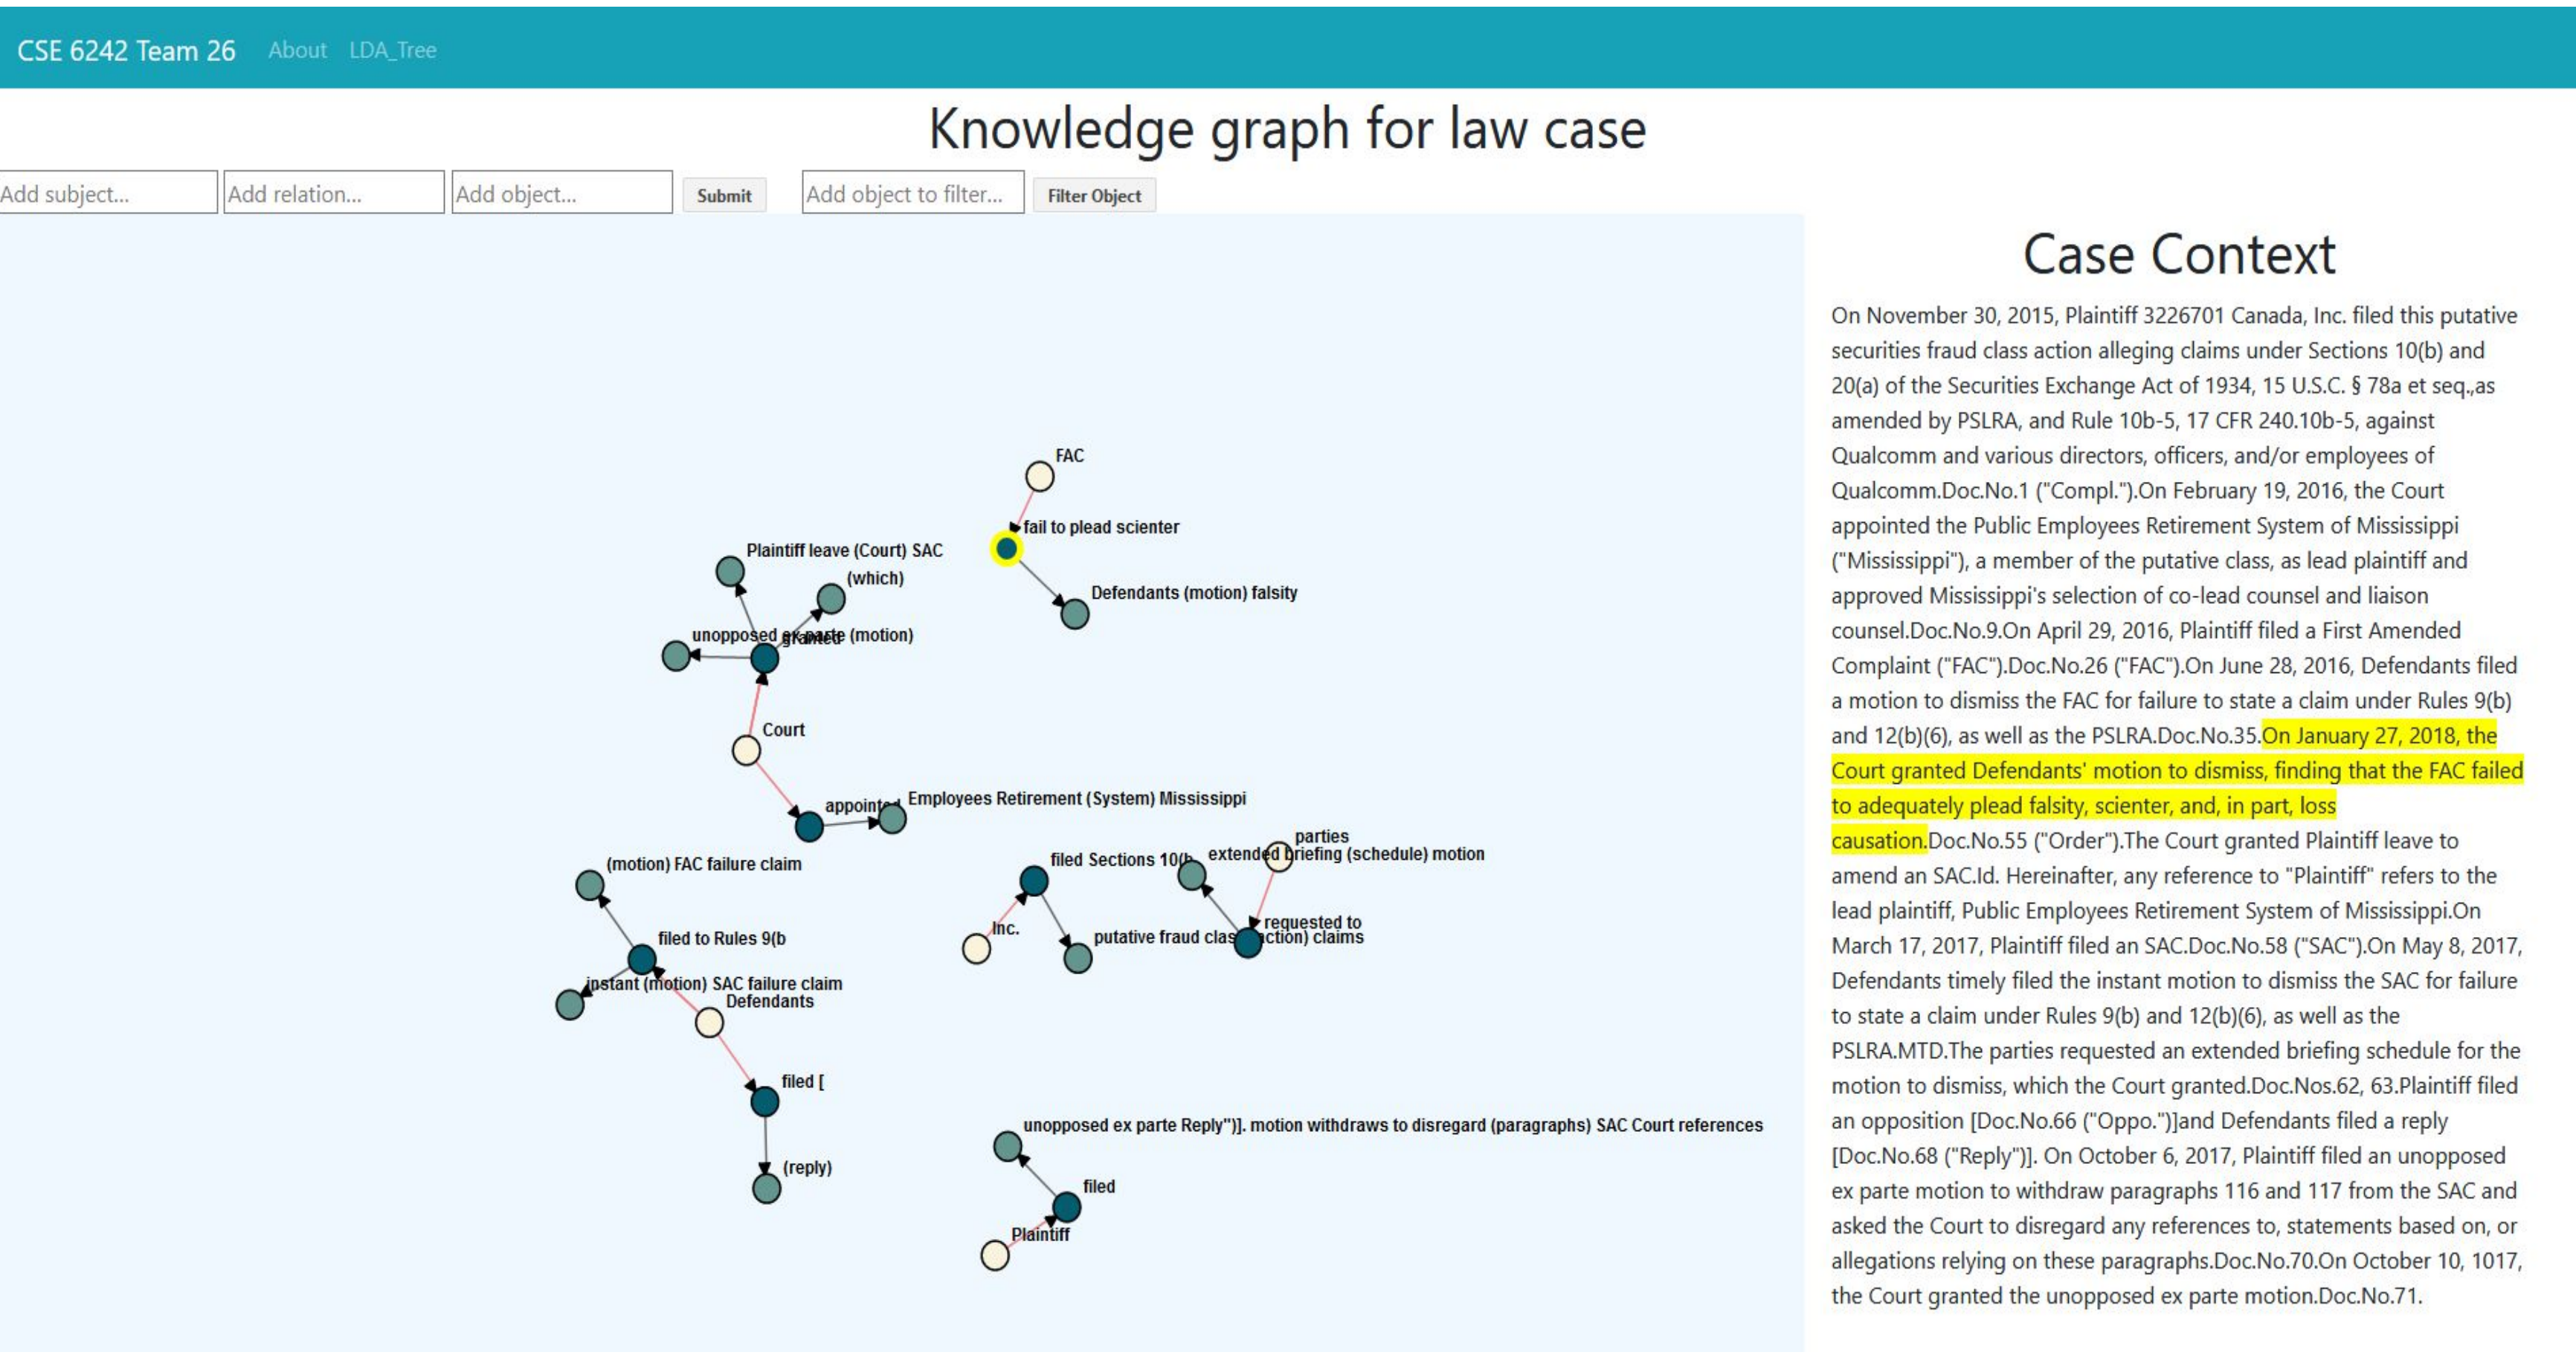 CSE 6242 Team 26 About LDA_Tree
Knowledge graph for law case
Add subject... Add relation... Add object... Submit Add object to filter... Filter Object
FAC
fail to plead scienter
Plaintiff leave (Court) SAC
(which)
Defendants (motion) falsity
unopposed ex parte (motion)
granted
Court
Employees Retirement (System) Mississippi
parties
extended briefing (schedule) motion
(motion) FAC failure claim
filed Sections 10(b
requested to
Inc.
putative fraud class (action) claims
filed to Rules 9(b
instant (motion) SAC failure claim
Defendants
filed [
unopposed ex parte Reply")]. motion withdraws to disregard (paragraphs) SAC Court references
(reply)
filed
Plaintiff
Case Context
On November 30, 2015, Plaintiff 3226701 Canada, Inc. filed this putative
securities fraud class action alleging claims under Sections 10(b) and
20(a) of the Securities Exchange Act of 1934, 15 U.S.C. § 78a et seq.,as
amended by PSLRA, and Rule 10b-5, 17 CFR 240.10b-5, against
Qualcomm and various directors, officers, and/or employees of
Qualcomm.Doc.No.1 ("Compl.").On February 19, 2016, the Court
appointed the Public Employees Retirement System of Mississippi
("Mississippi"), a member of the putative class, as lead plaintiff and
approved Mississippi's selection of co-lead counsel and liaison
counsel.Doc.No.9.On April 29, 2016, Plaintiff filed a First Amended
Complaint ("FAC").Doc.No.26 ("FAC").On June 28, 2016, Defendants filed
a motion to dismiss the FAC for failure to state a claim under Rules 9(b)
and 12(b)(6), as well as the PSLRA.Doc.No.35.On January 27, 2018, the
Court granted Defendants' motion to dismiss, finding that the FAC failed
to adequately plead falsity, scienter, and, in part, loss
causation.Doc.No.55 ("Order").The Court granted Plaintiff leave to
amend an SAC.Id. Hereinafter, any reference to "Plaintiff" refers to the
lead plaintiff, Public Employees Retirement System of Mississippi.On
March 17, 2017, Plaintiff filed an SAC.Doc.No.58 ("SAC").On May 8, 2017,
Defendants timely filed the instant motion to dismiss the SAC for failure
to state a claim under Rules 9(b) and 12(b)(6), as well as the
PSLRA.MTD.The parties requested an extended briefing schedule for the
motion to dismiss, which the Court granted.Doc.Nos.62, 63.Plaintiff filed
an opposition [Doc.No.66 ("Oppo.")]and Defendants filed a reply
[Doc.No.68 ("Reply")]. On October 6, 2017, Plaintiff filed an unopposed
ex parte motion to withdraw paragraphs 116 and 117 from the SAC and
asked the Court to disregard any references to, statements based on, or
allegations relying on these paragraphs.Doc.No.70.On October 10, 1017,
the Court granted the unopposed ex parte motion.Doc.No.71.